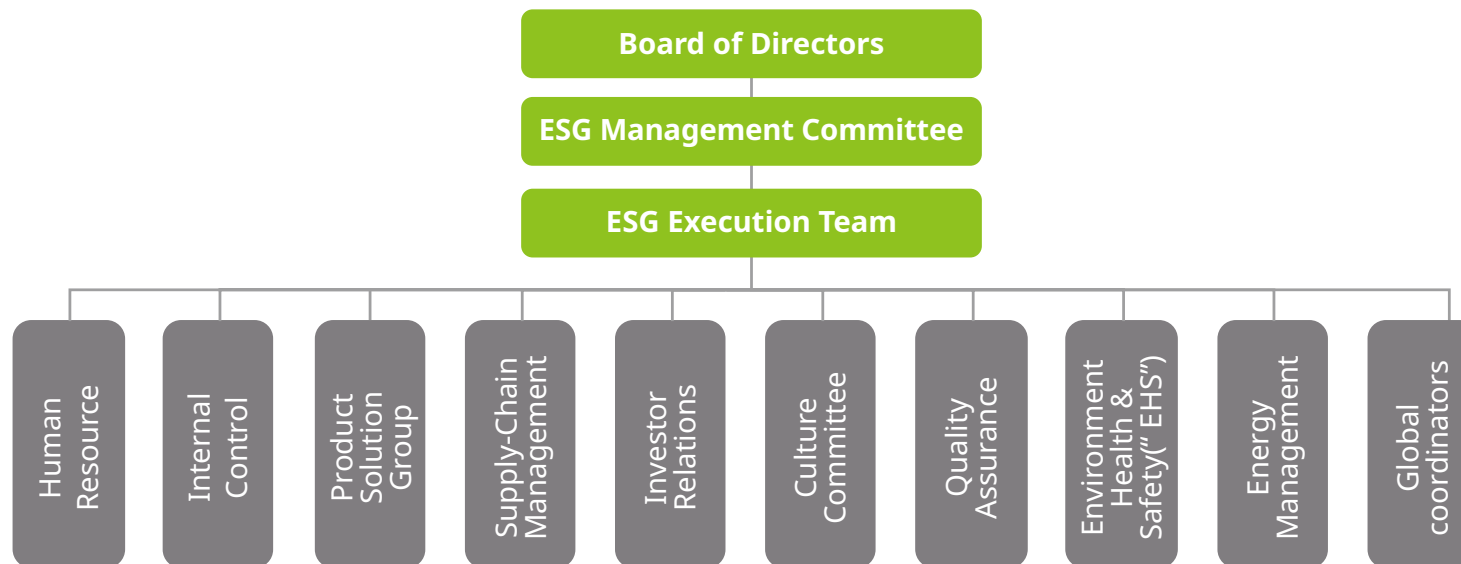 Board of Directors
ESG Management Committee
ESG Execution Team
Human
Resource
Internal
Control
Product
Solution
Group
Supply-Chain
Management
Investor
Relations
Culture
Committee
Quality
Assurance
Environment
Health &
Safety(“ EHS”)
Energy
Management
Global
coordinators